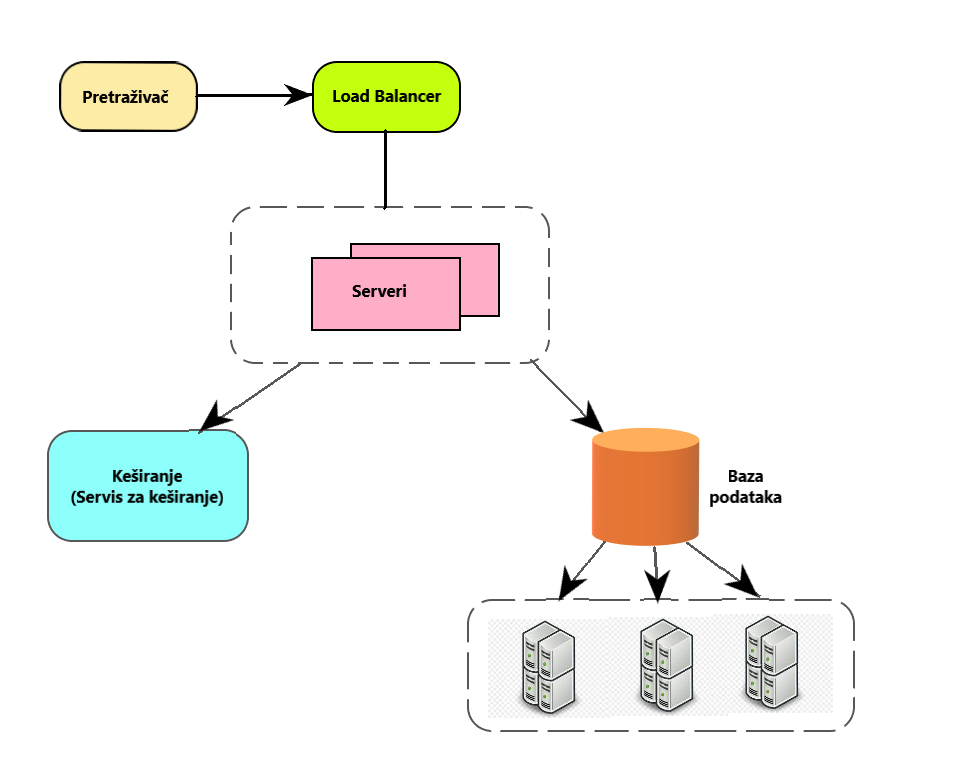 Pretraživač
Load Balancer
Serveri
Keširanje
(Servis za keširanje)
Baza
podataka